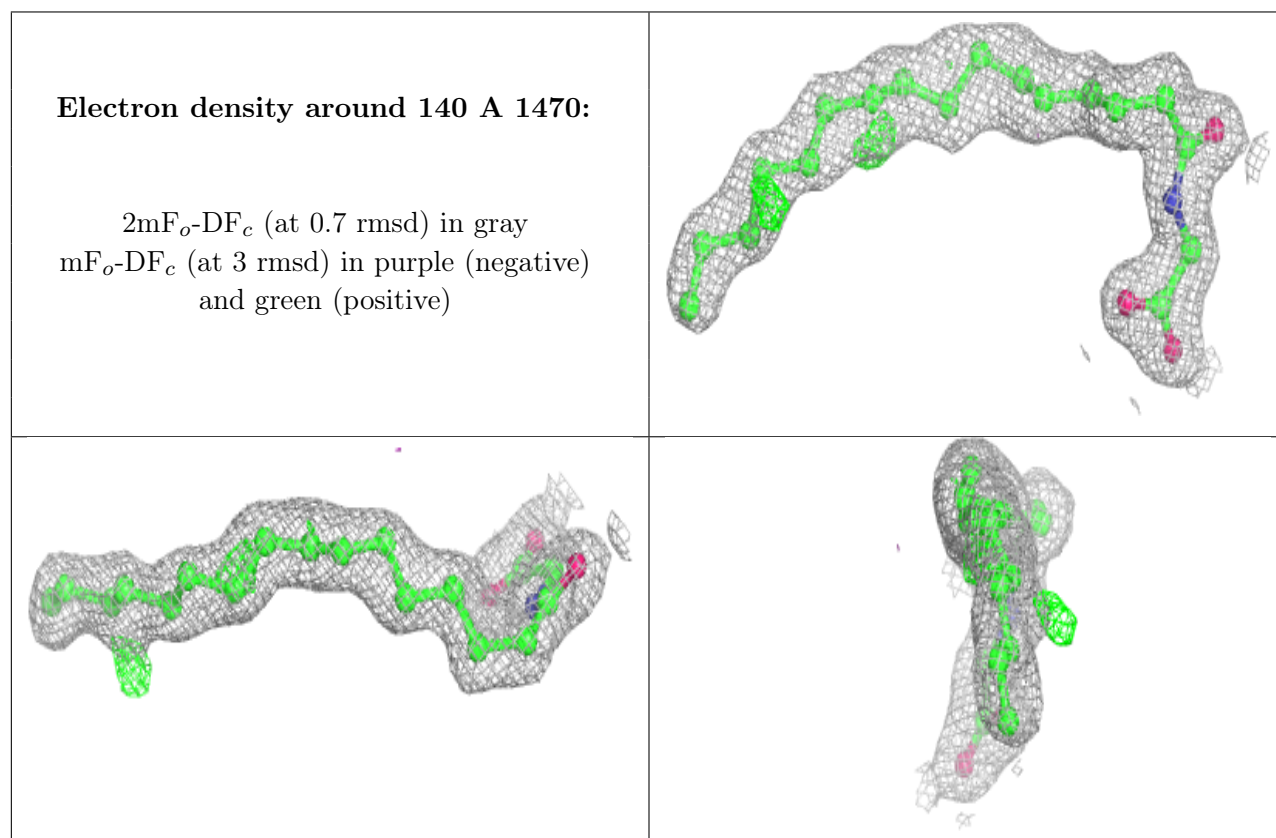 Electron density around 140 A 1470:
2mFo-DFc (at 0.7 rmsd) in gray
mFo-DFc (at 3 rmsd) in purple (negative)
and green (positive)